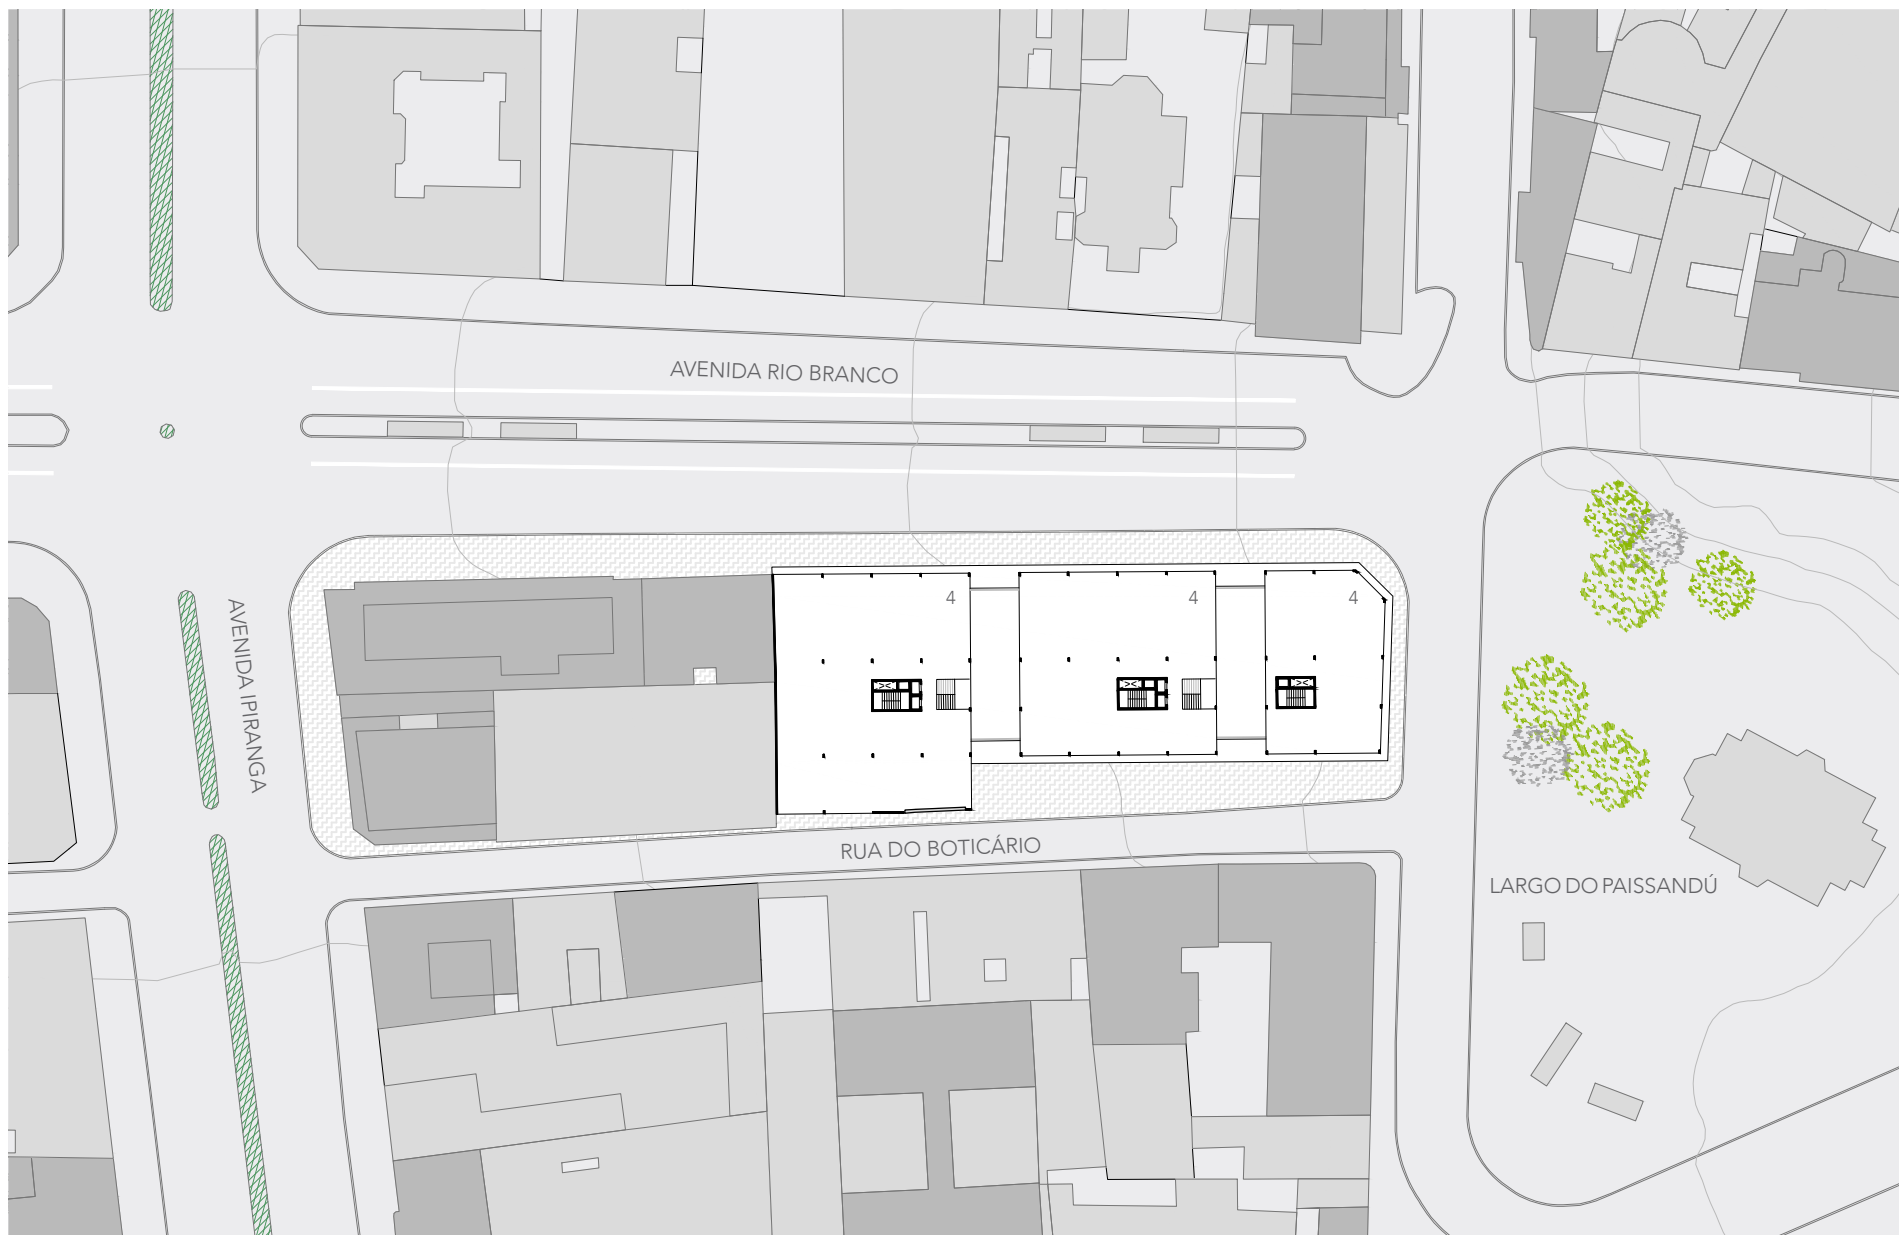 AVENIDA RIO BRANCO
4 4 4
AVENIDA IPIRANGA
RUA DO BOTICÁRIO
LARGO DO PAISSANDÚ